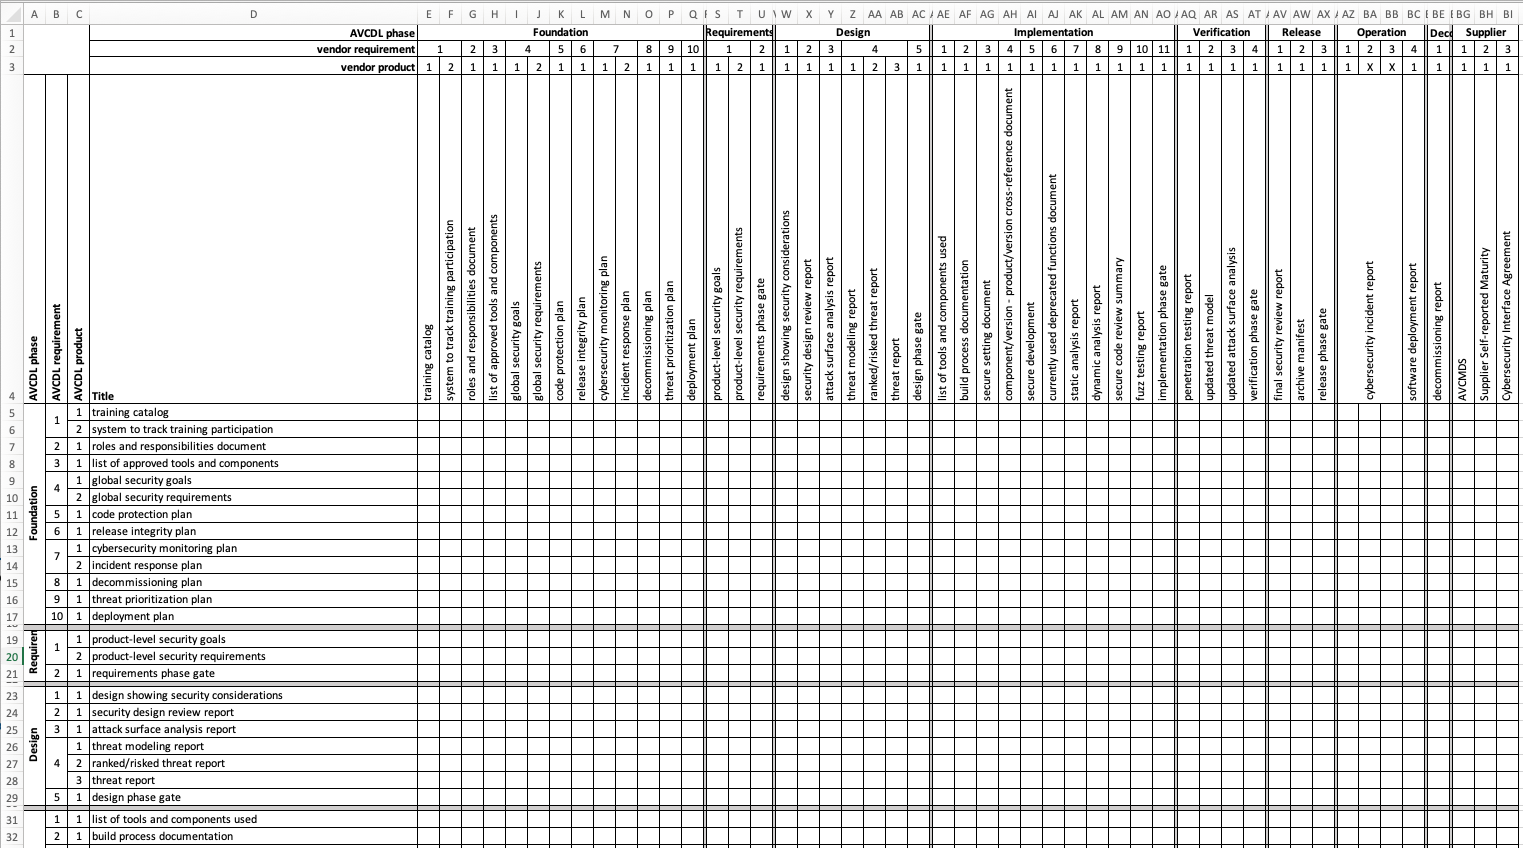 A B C D E F G H I J K L M N O P Q S T U W X Y Z AA AB AC AE AF AG AH AI AJ AK AL AM AN AO AQ AR AS AT AV AW AX AZ BA BB BC BE BG BH BI
1 AVCDL phase Foundation Requirements Design Implementation Verification Release Operation Dec Supplier
2 vendor requirement 1 2 3 4 5 6 7 8 9 10 1 2 1 2 3 4 5 1 2 3 4 5 6 7 8 9 10 11 1 2 3 4 1 2 3 1 2 3 4 1 1 2 3
3 vendor product 1 2 1 1 1 2 1 1 1 2 1 1 1 1 2 1 1 1 1 1 2 3 1 1 1 1 1 1 1 1 1 1 1 1 1 1 1 1 1 1 1 1 X X 1 1 1 1 1
4
AVCDL phase
AVCDL requirement
AVCDL product
Title
training catalog
system to track training participation
roles and responsibilities document
list of approved tools and components
global security goals
global security requirements
code protection plan
release integrity plan
cybersecurity monitoring plan
incident response plan
decommissioning plan
threat prioritization plan
deployment plan
product-level security goals
product-level security requirements
requirements phase gate
design showing security considerations
security design review report
attack surface analysis report
threat modeling report
ranked/risked threat report
threat report
design phase gate
list of tools and components used
build process documentation
secure setting document
component/version - product/version cross-reference document
secure development
currently used deprecated functions document
static analysis report
dynamic analysis report
secure code review summary
fuzz testing report
implementation phase gate
penetration testing report
updated threat model
updated attack surface analysis
verification phase gate
final security review report
archive manifest
release phase gate
cybersecurity incident report
software deployment report
decommissioning report
AVCMDS
Supplier Self-reported Maturity
Cybersecurity Interface Agreement
Foundation
5 1 1 training catalog
6 2 system to track training participation
7 2 1 roles and responsibilities document
8 3 1 list of approved tools and components
9 4 1 global security goals
10 2 global security requirements
11 5 1 code protection plan
12 6 1 release integrity plan
13 7 1 cybersecurity monitoring plan
14 2 incident response plan
15 8 1 decommissioning plan
16 9 1 threat prioritization plan
17 10 1 deployment plan
Requiren
19 1 1 product-level security goals
20 2 product-level security requirements
21 2 1 requirements phase gate
Design
23 1 1 design showing security considerations
24 2 1 security design review report
25 3 1 attack surface analysis report
26 1 threat modeling report
27 4 2 ranked/risked threat report
28 3 threat report
29 5 1 design phase gate
31 1 1 list of tools and components used
32 2 1 build process documentation